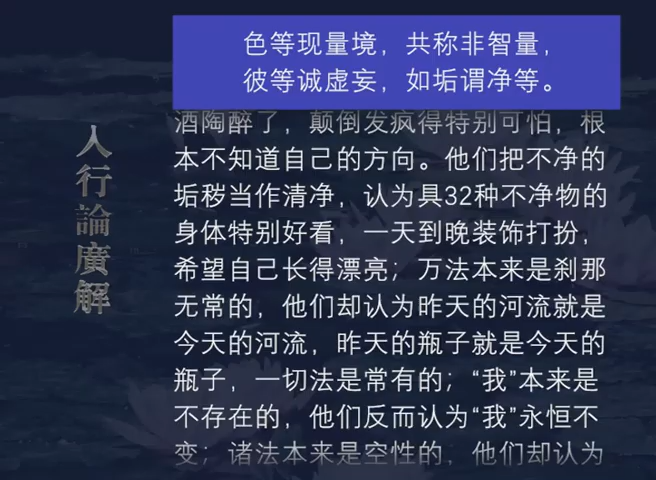 色等现量境，共称非智量，
彼等诚虚妄，如垢谓净等。
入行論廣解
酒陶醉了，颠倒发疯得特别可怕，根
本不知道自己的方向。他们把不净的
垢秽当作清净，认为具32种不净物的
身体特别好看，一天到晚装饰打扮，
希望自己长得漂亮；万法本来是刹那
无常的，他们却认为昨天的河流就是
今天的河流，昨天的瓶子就是今天的
瓶子，一切法是常有的；“我”本来是
不存在的，他们反而认为“我”永恒不
变；诸法本来是空性的，他们却认为